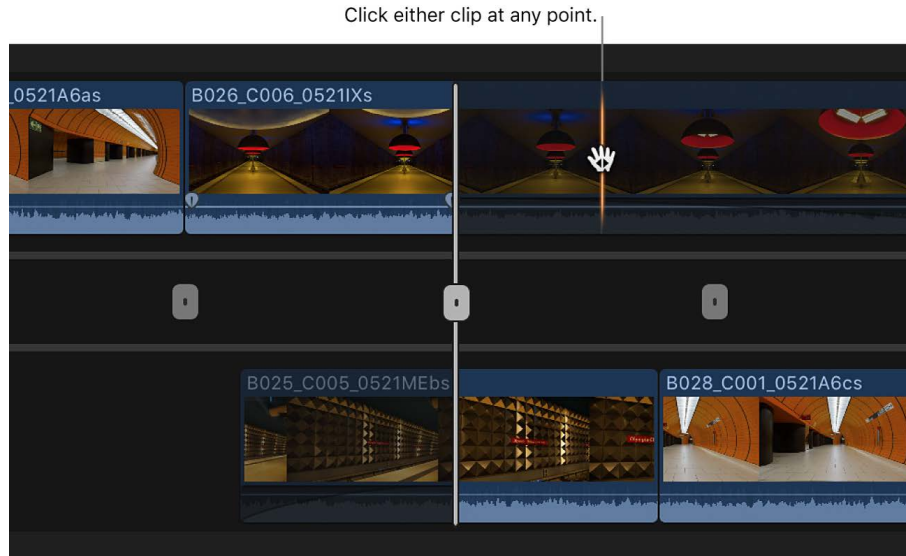 Click either clip at any point.
_0521A6as
B026_C006_0521IXs
B025_C005_0521MEbs
B028_C001_0521A6cs